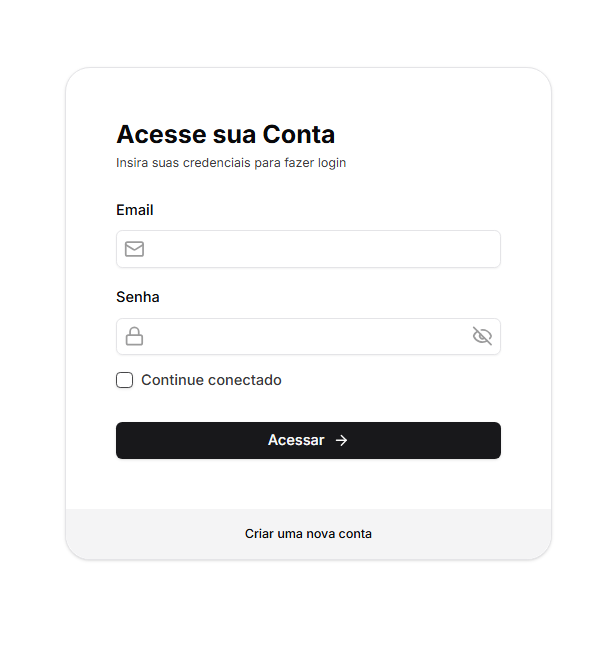 Acesse sua Conta
Insira suas credenciais para fazer login
Email
Senha
Continue conectado
Acessar
Criar uma nova conta